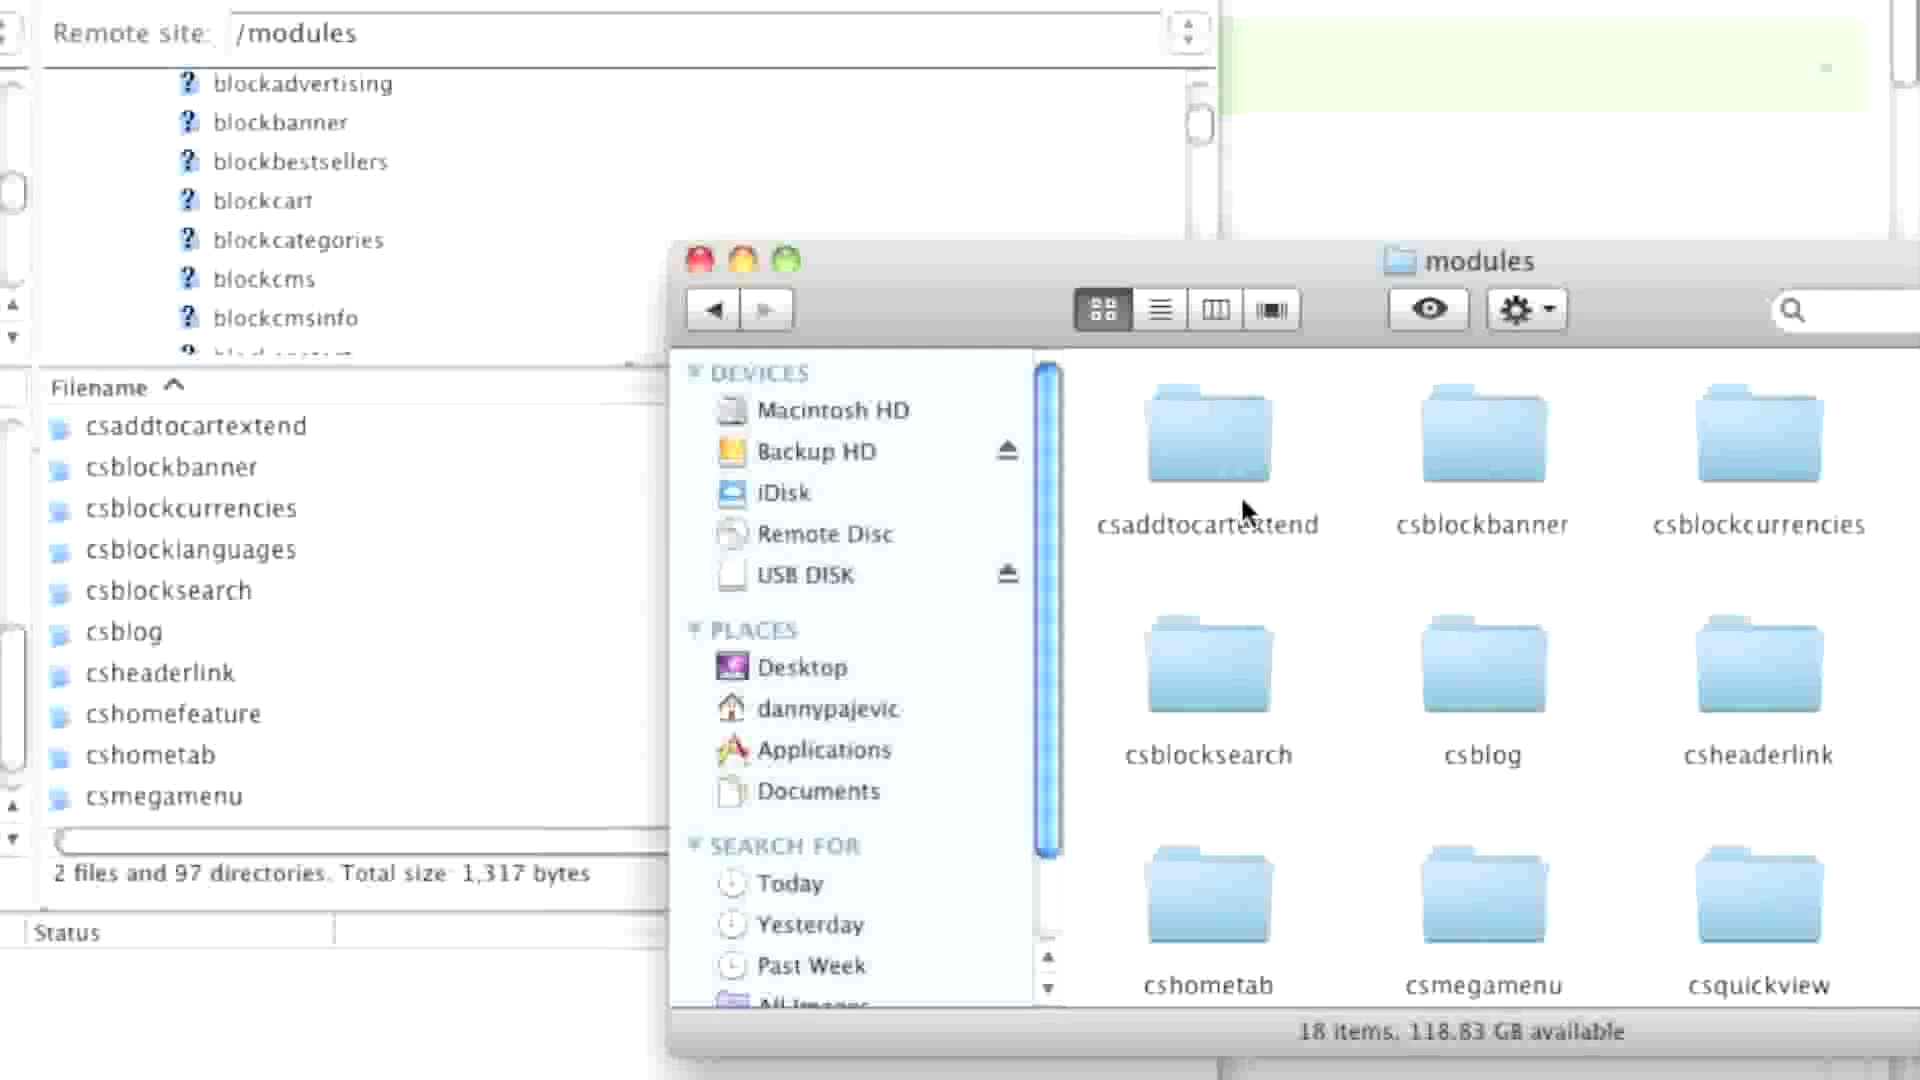 Remote site: /modules
? blockadvertising
? blockbanner
? blockbestsellers
? blockcart
? blockcategories
? blockcms
? blockcmsinfo
Filename
csaddtocartextend
csblockbanner
csblockcurrencies
csblocklanguages
csblocksearch
csblog
csheaderlink
cshomefeature
cshometab
csmegamenu
2 files and 97 directories. Total size: 1,317 bytes
Status
modules
DEVICES
Macintosh HD
Backup HD
iDisk
Remote Disc
USB DISK
PLACES
Desktop
dannypajevic
Applications
Documents
SEARCH FOR
Today
Yesterday
Past Week
All Images
csaddtocartextend csblockbanner csblockcurrencies
csblocksearch csblog csheaderlink
cshometab csmegamenu csquickview
18 items, 118.83 GB available